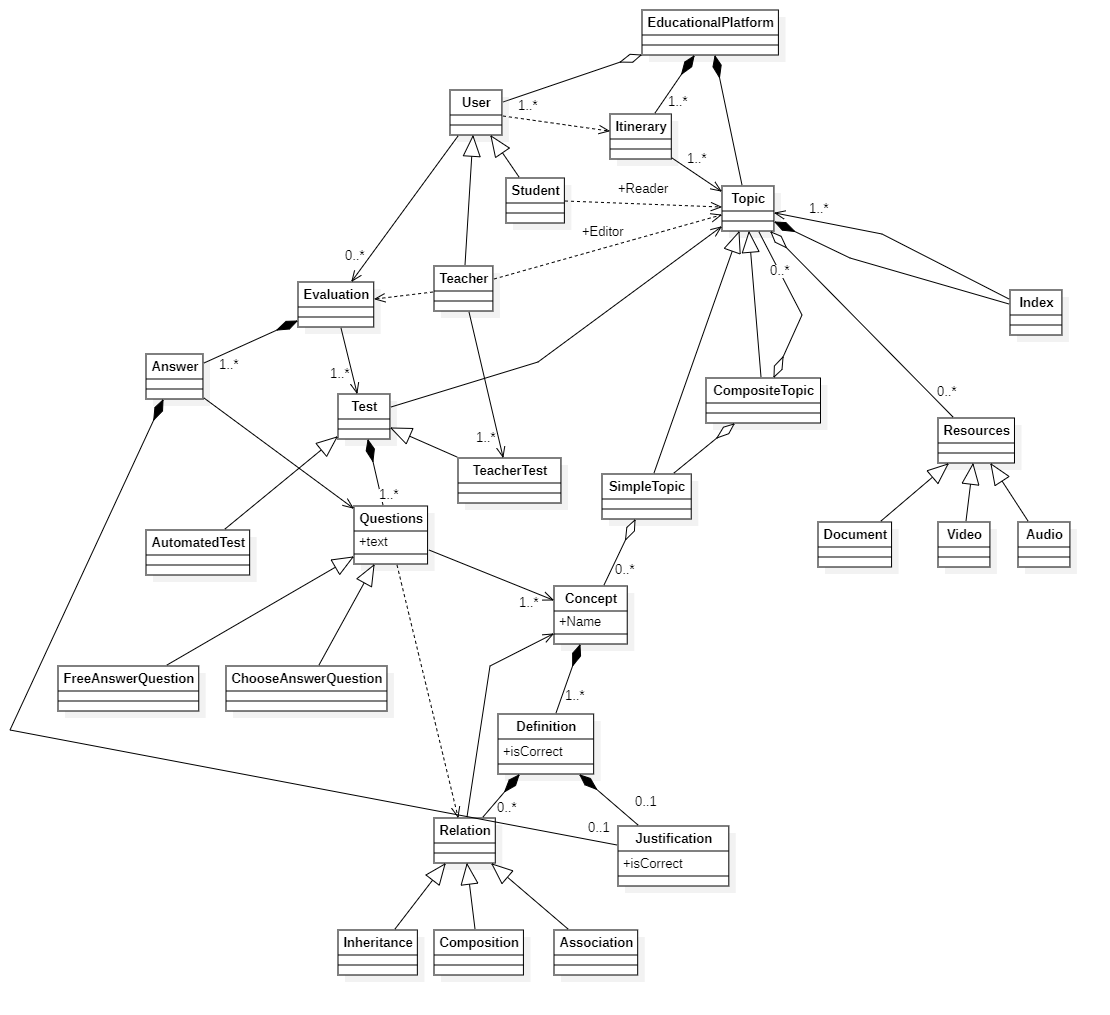 EducationalPlatform
User
1..*
1..*
Itinerary
1..*
Student
+Reader
Topic
1..*
+Editor
0..*
0..*
Evaluation
Teacher
Index
Answer
1..*
1..*
CompositeTopic
0..*
Test
Resources
1..*
TeacherTest
SimpleTopic
1..*
Questions
+text
AutomatedTest
Document
Video
Audio
0..*
Concept
+Name
1..*
FreeAnswerQuestion
ChooseAnswerQuestion
1..*
Definition
+isCorrect
0..*
0..1
0..1
Relation
Justification
+isCorrect
Inheritance
Composition
Association